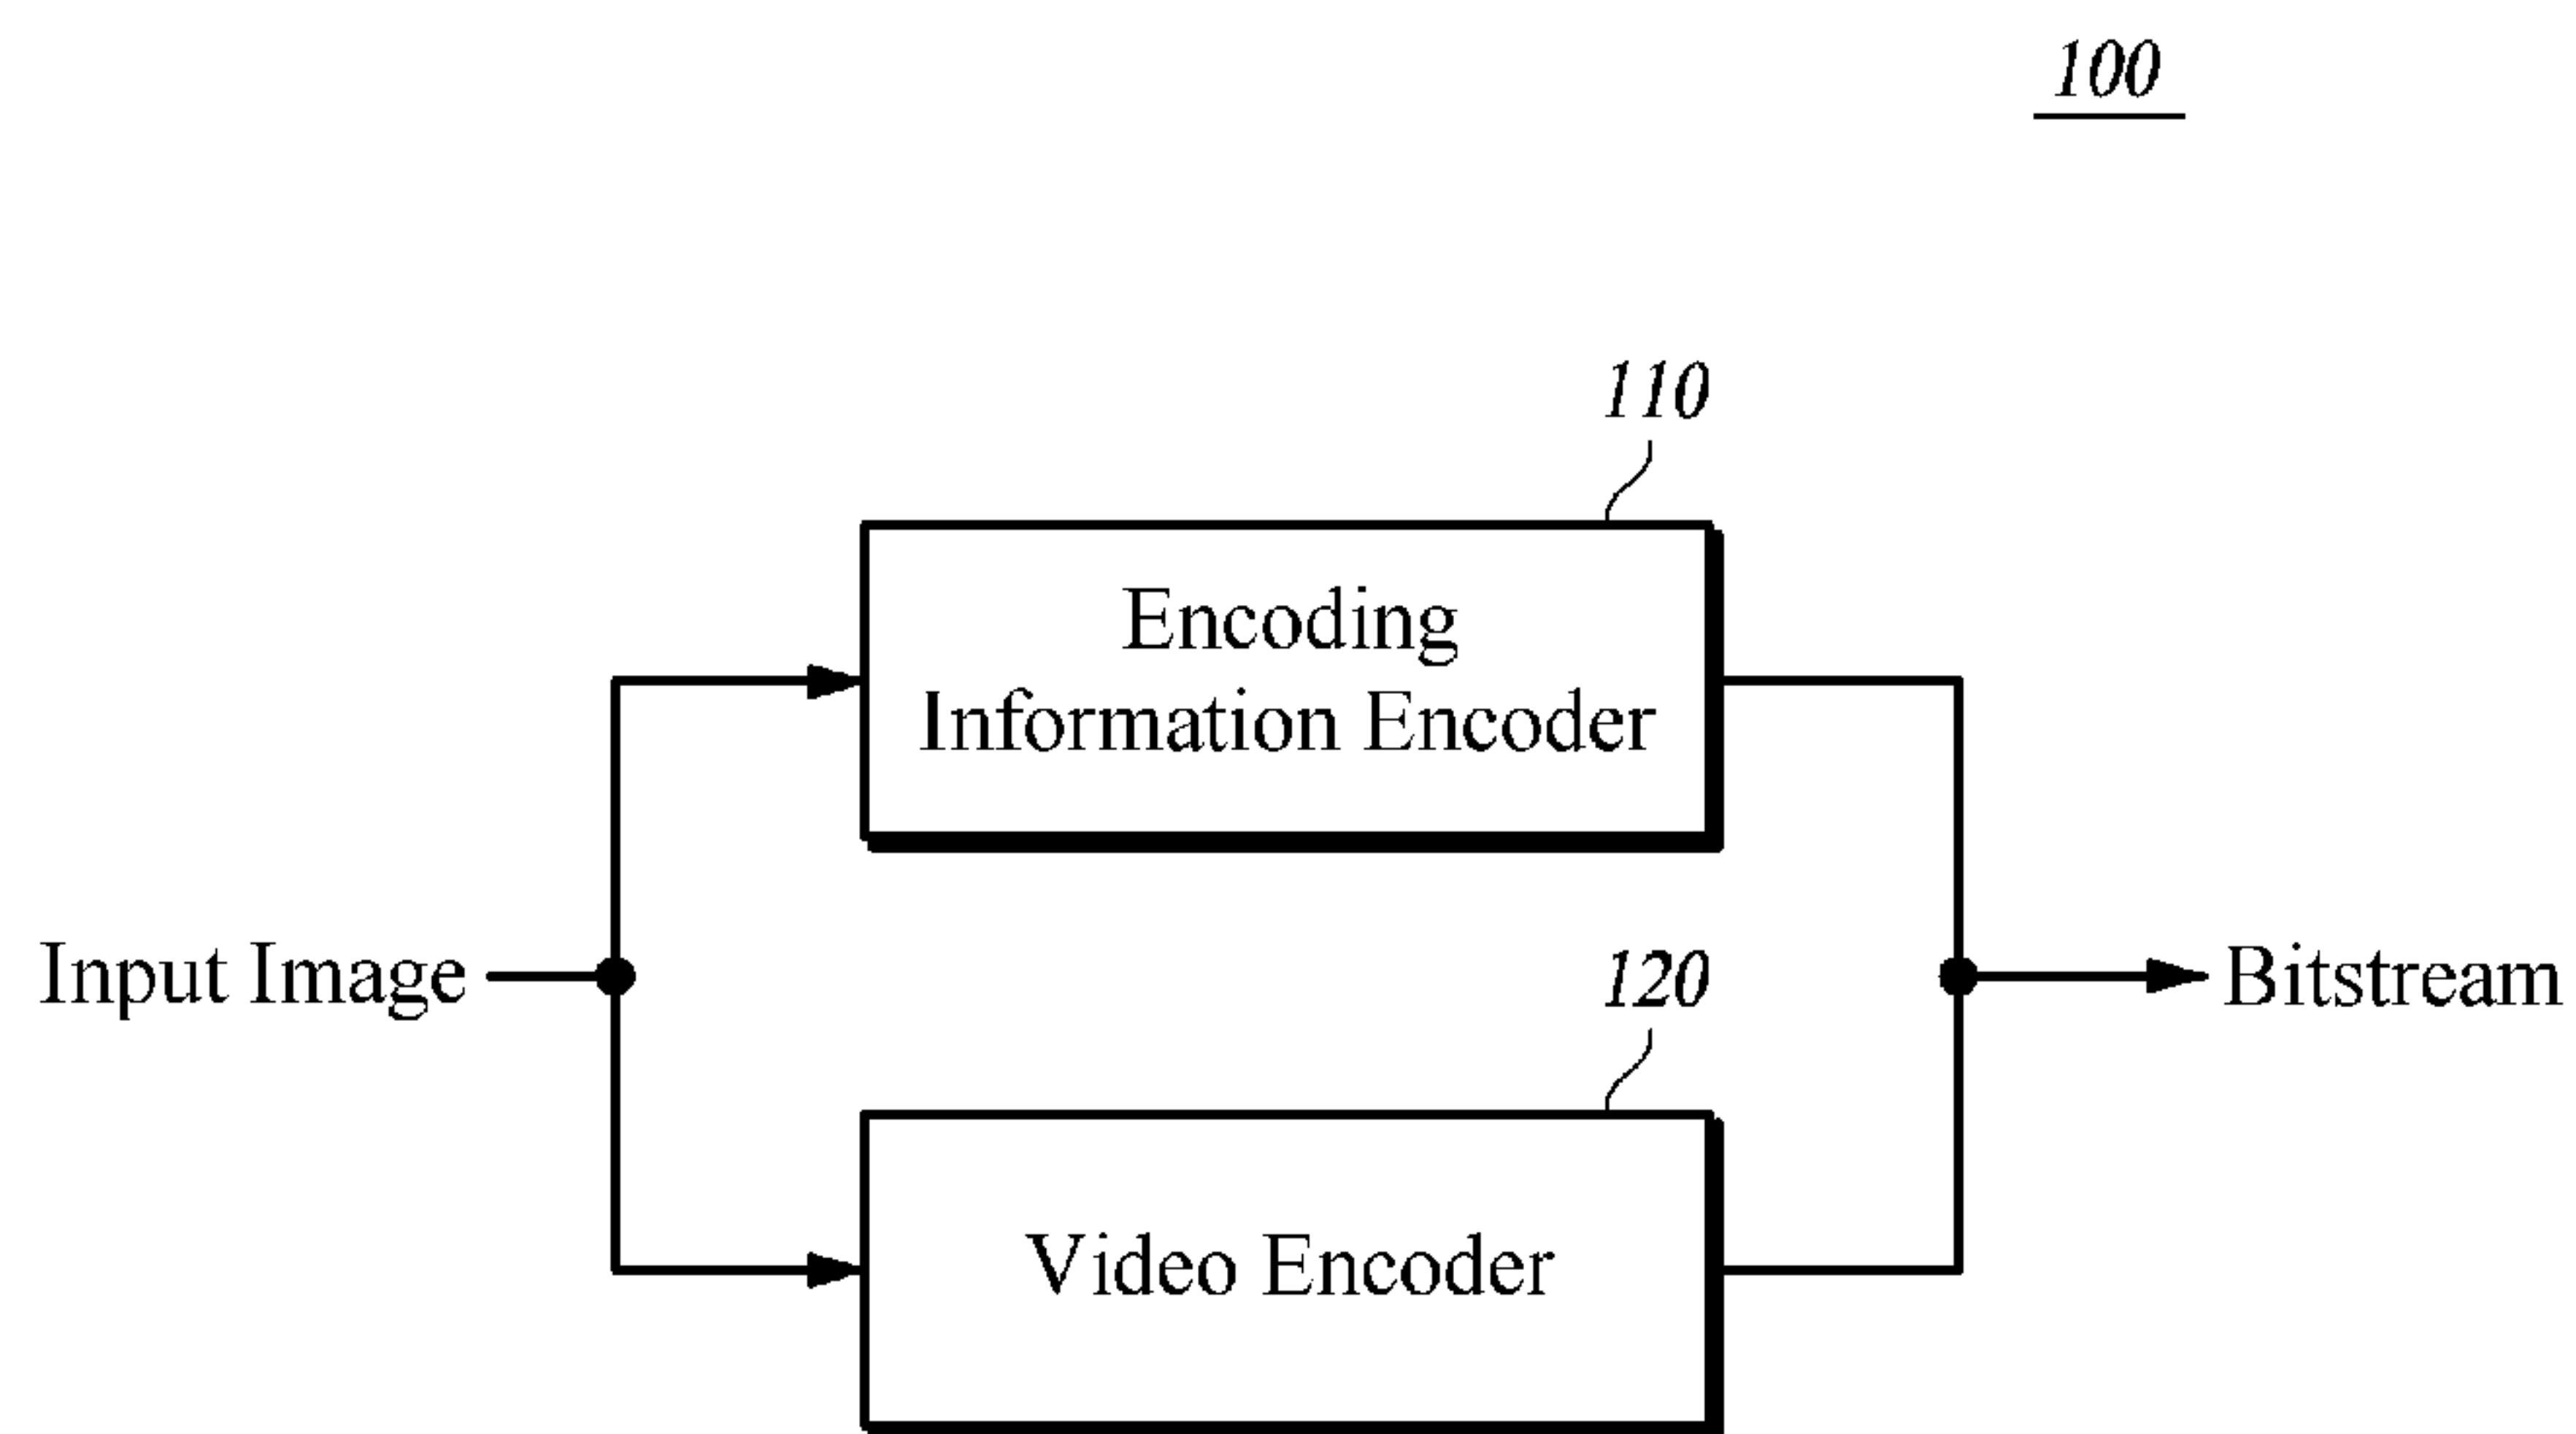 100
110
Encoding
Information Encoder
Input Image
Bitstream
120
Video Encoder